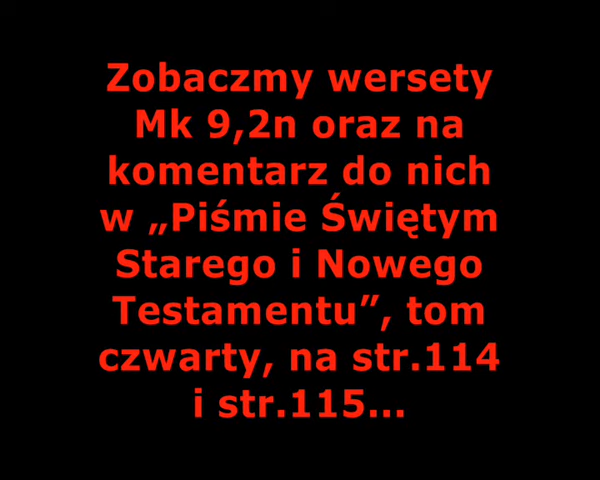 Zobaczmy wersety
Mk 9,2n oraz na
komentarz do nich
w „Piśmie Świętym
Starego i Nowego
Testamentu”, tom
czwarty, na str.114
i str.115...